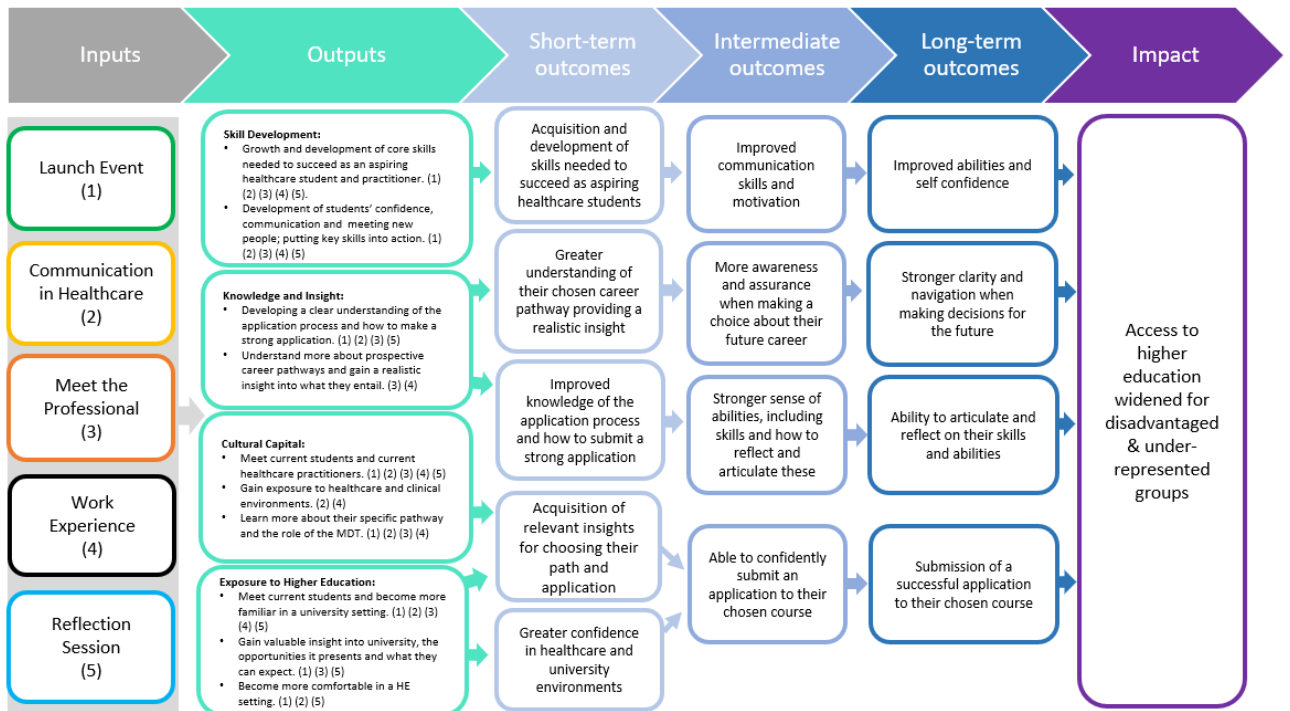 Inputs
Outputs
Short-term
outcomes
Intermediate
outcomes
Long-term
outcomes
Impact
Launch Event
(1)
Communication
in Healthcare
(2)
Meet the
Professional
(3)
Work
Experience
(4)
Reflection
Session
(5)
Skill Development:
• Growth and development of core skills
needed to succeed as an aspiring
healthcare student and practitioner. (1)
(2) (3) (4) (5).
• Development of students' confidence,
communication and meeting new
people; putting key skills into action. (1)
(2) (3) (4) (5)
Knowledge and Insight:
• Developing a clear understanding of the
application process and how to make a
strong application. (1) (2) (3) (5)
• Understand more about prospective
career pathways and gain a realistic
insight into what they entail. (3) (4)
Cultural Capital:
• Meet current students and current
healthcare practitioners. (1) (2) (3) (4) (5)
• Gain exposure to healthcare and clinical
environments. (2) (4)
• Learn more about their specific pathway
and the role of the MDT. (1) (2) (3) (4)
Exposure to Higher Education:
• Meet current students and become more
familiar in a university setting. (1) (2) (3)
(4) (5)
• Gain valuable insight into university, the
opportunities it presents and what they
can expect. (1) (3) (5)
• Become more comfortable in a HE
setting. (1) (2) (5)
Acquisition and
development of
skills needed to
succeed as aspiring
healthcare students
Greater
understanding of
their chosen career
pathway providing a
realistic insight
Improved
knowledge of the
application process
and how to submit a
strong application
Acquisition of
relevant insights
for choosing their
path and
application
Greater confidence
in healthcare and
university
environments
Improved
communication
skills and
motivation
More awareness
and assurance
when making a
choice about their
future career
Stronger sense of
abilities, including
skills and how to
reflect and
articulate these
Able to confidently
submit an
application to their
chosen course
Improved abilities and
self confidence
Stronger clarity and
navigation when
making decisions for
the future
Ability to articulate and
reflect on their skills
and abilities
Submission of a
successful application
to their chosen course
Access to
higher
education
widened for
disadvantaged
& under-
represented
groups